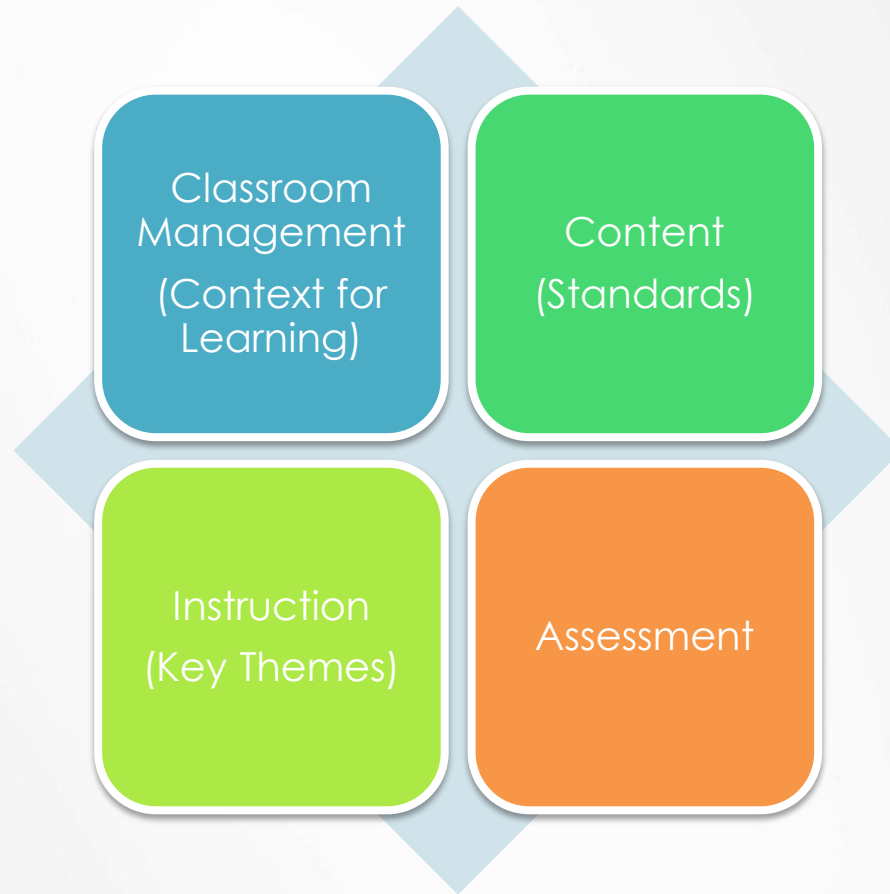 Classroom
Management
(Context for
Learning)
Content
(Standards)
Instruction
(Key Themes)
Assessment